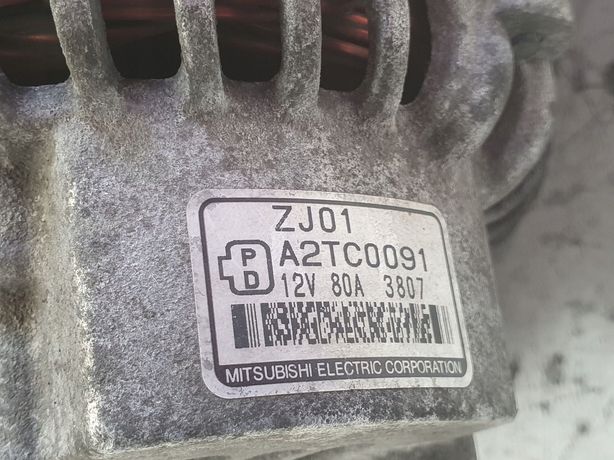 ZJ01
PD A2TC0091
12V 80A 3807
MITSUBISHI ELECTRIC CORPORATION